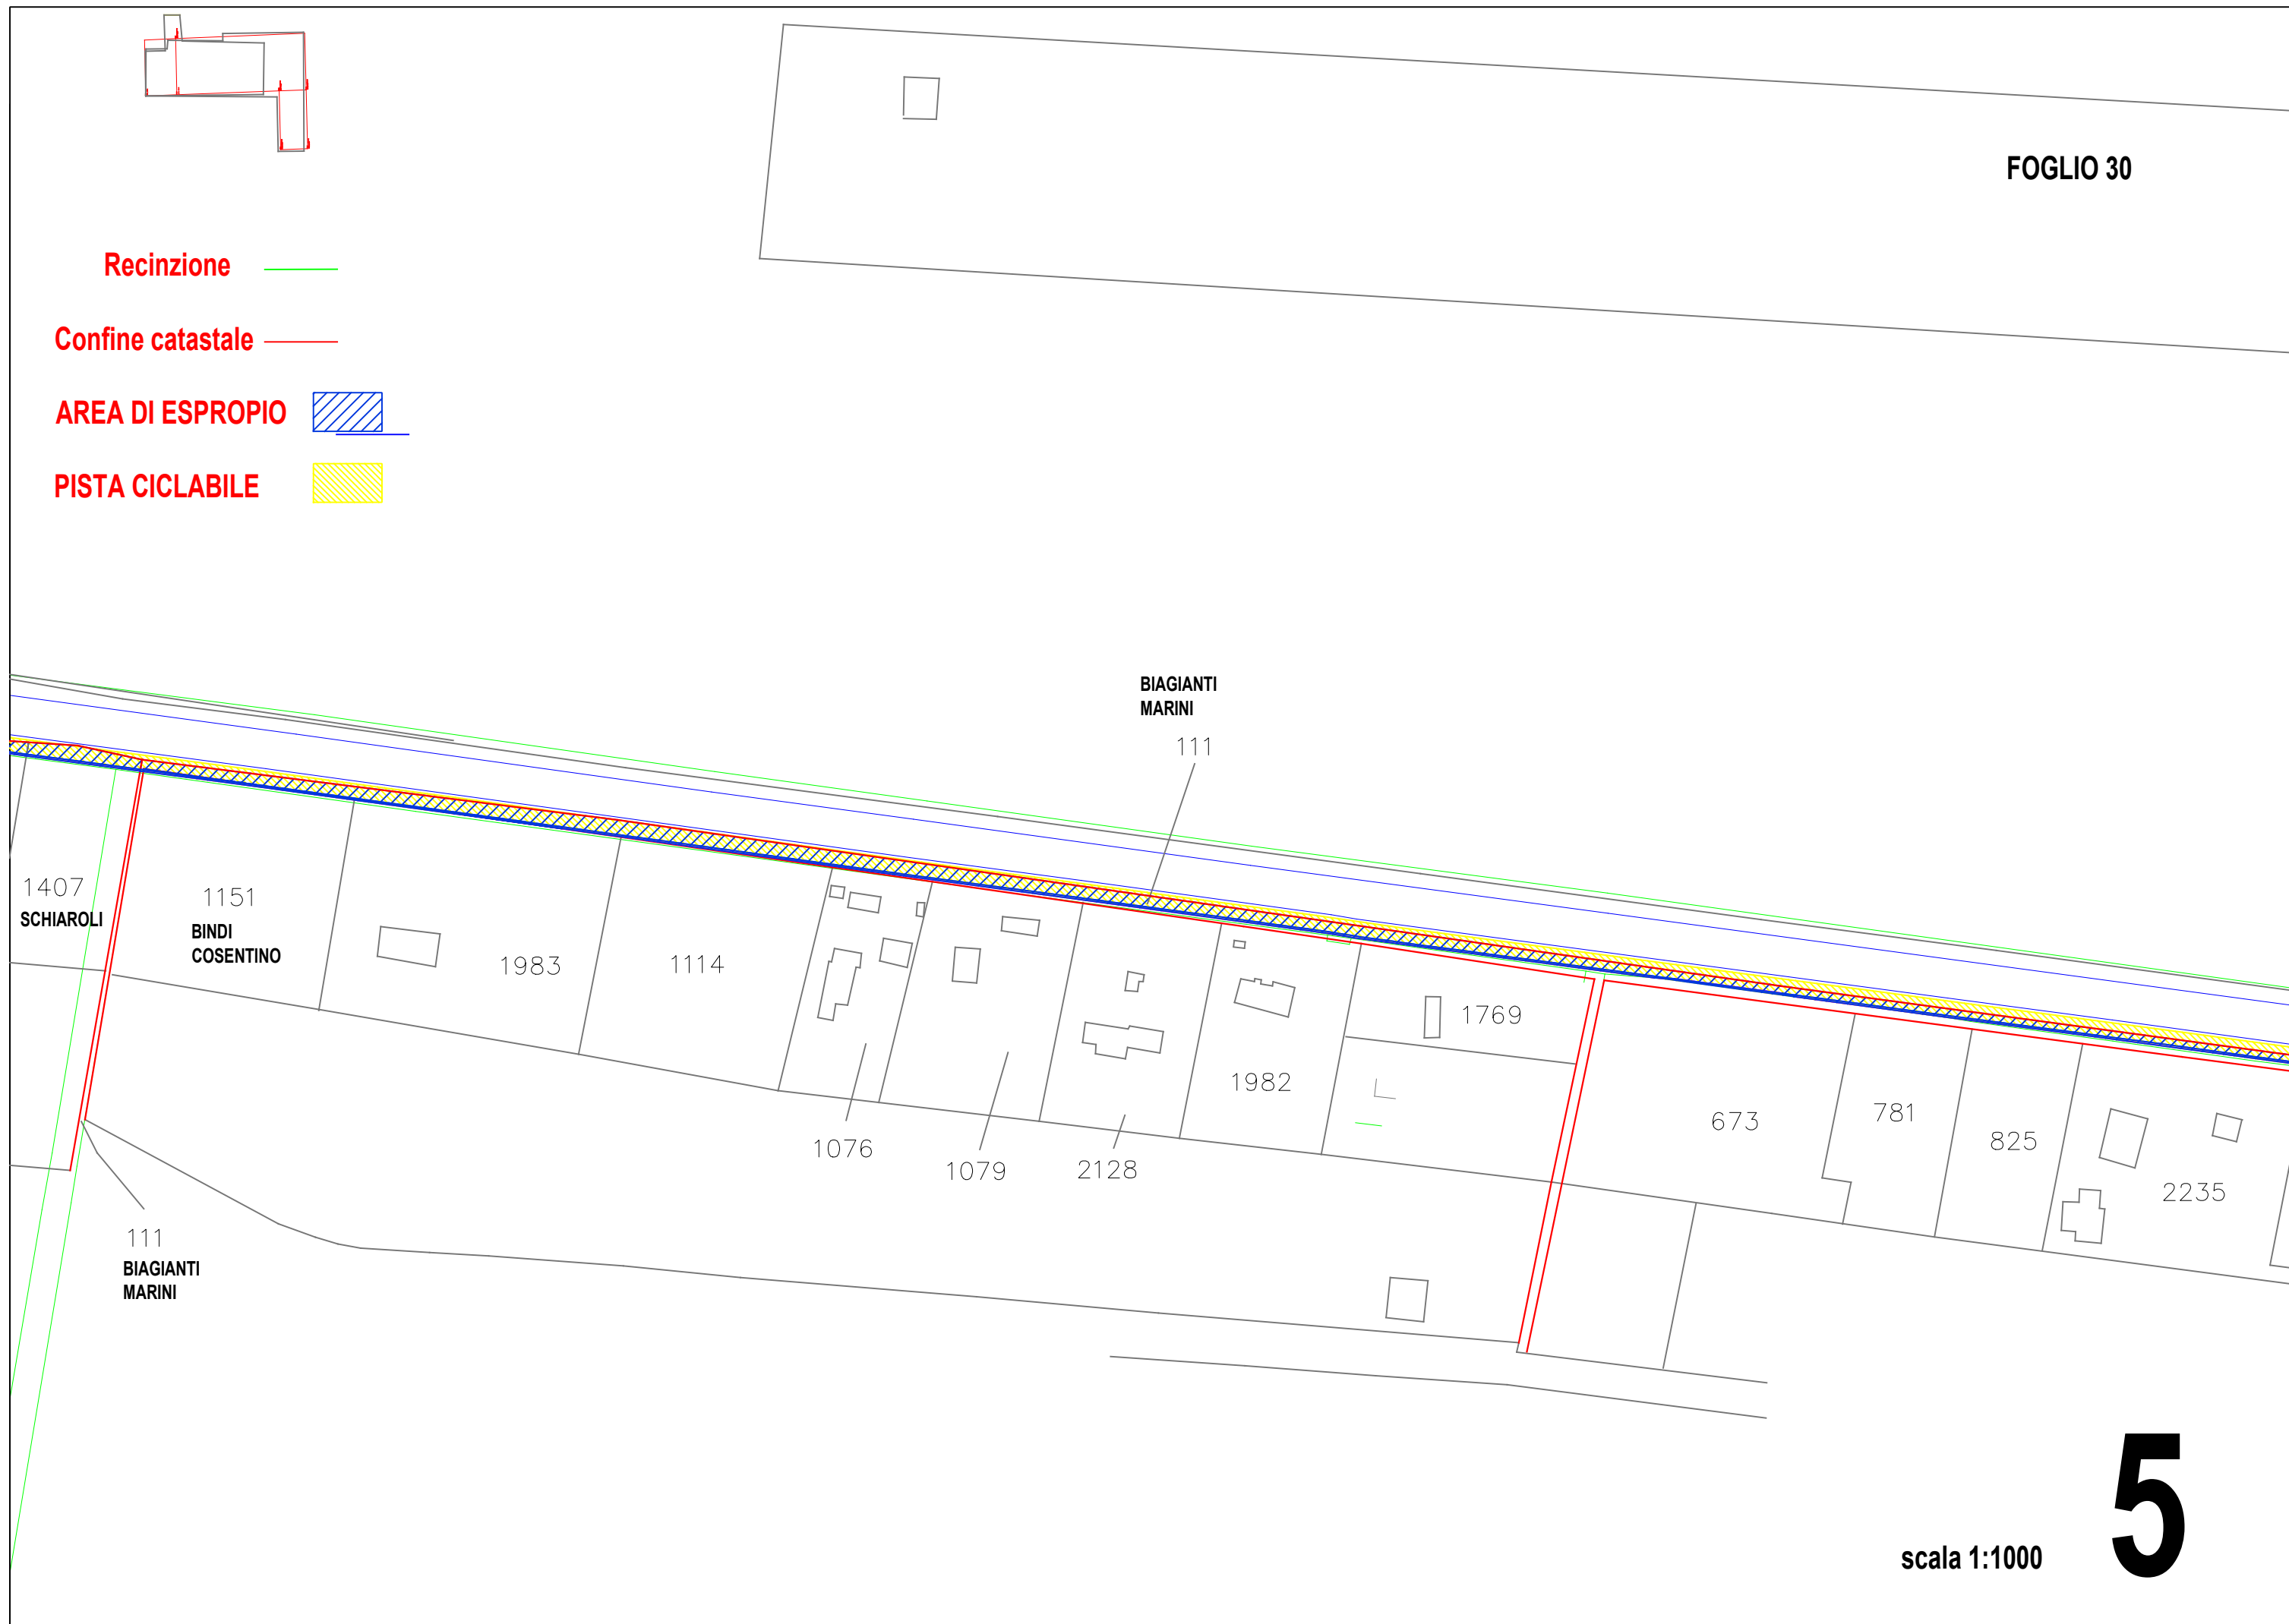 FOGLIO 30
Recinzione
Confine catastale
AREA DI ESPROPIO
PISTA CICLABILE
BIAGIANTI
MARINI
111
1407
SCHIAROLI
1151
BINDI
COSENTINO
1983
1114
1769
1982
673
781
825
2235
1076
1079
2128
111
BIAGIANTI
MARINI
5
scala 1:1000